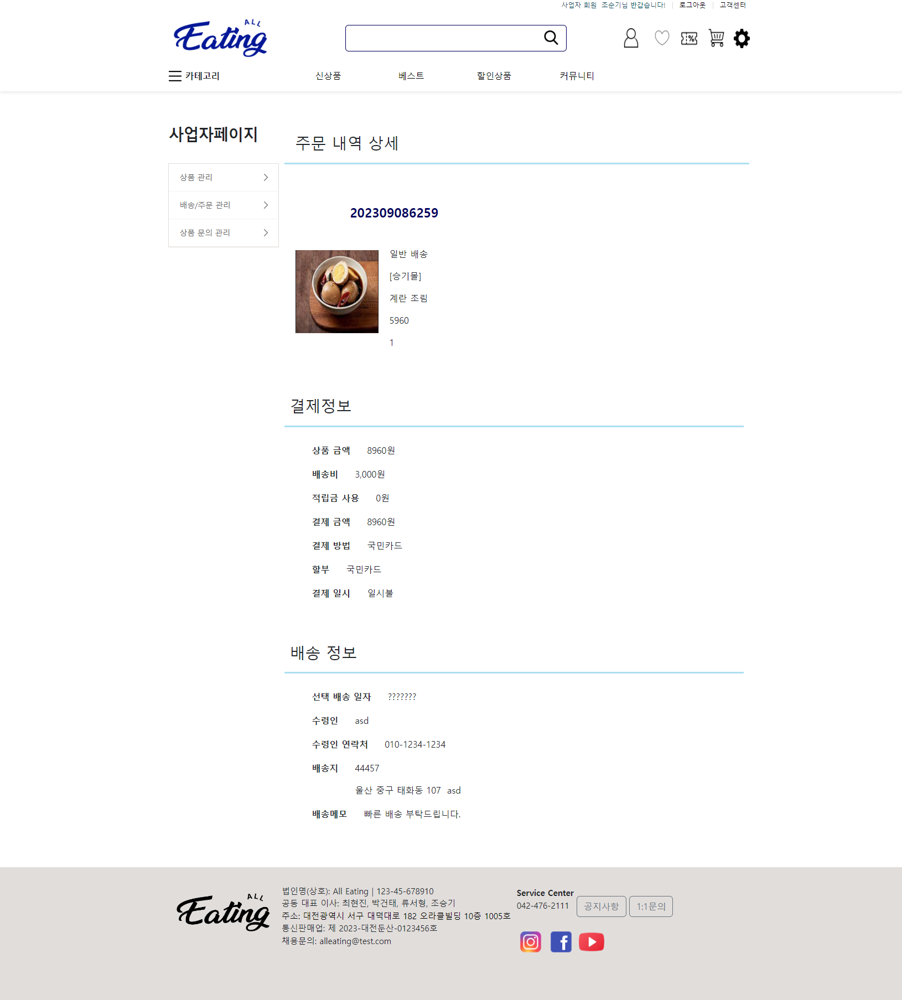 사업자 회원 조순기님 반갑습니다! 로그아웃 고객센터
ALL
Eating
카테고리 신상품 베스트 할인상품 커뮤니티
사업자페이지
상품 관리
배송/주문 관리
상품 문의 관리
주문 내역 상세
202309086259
일반 배송
[승기몰]
계란 조림
5960
1
결제정보
상품 금액 8960원
배송비 3,000원
적립금 사용 0원
결제 금액 8960원
결제 방법 국민카드
할부 국민카드
결제 일시 일시불
배송 정보
선택 배송 일자 ???????
수령인 asd
수령인 연락처 010-1234-1234
배송지 44457
울산 중구 태화동 107 asd
배송메모 빠른 배송 부탁드립니다.
ALL
Eating
법인명(상호): All Eating | 123-45-678910
공동 대표 이사: 최현진, 박건태, 류서형, 조승기
주소: 대전광역시 서구 대덕대로 182 오라클빌딩 10층 1005호
통신판매업: 제 2023-대전둔산-0123456호
채용문의: alleating@test.com
Service Center
042-476-2111
공지사항
1:1문의